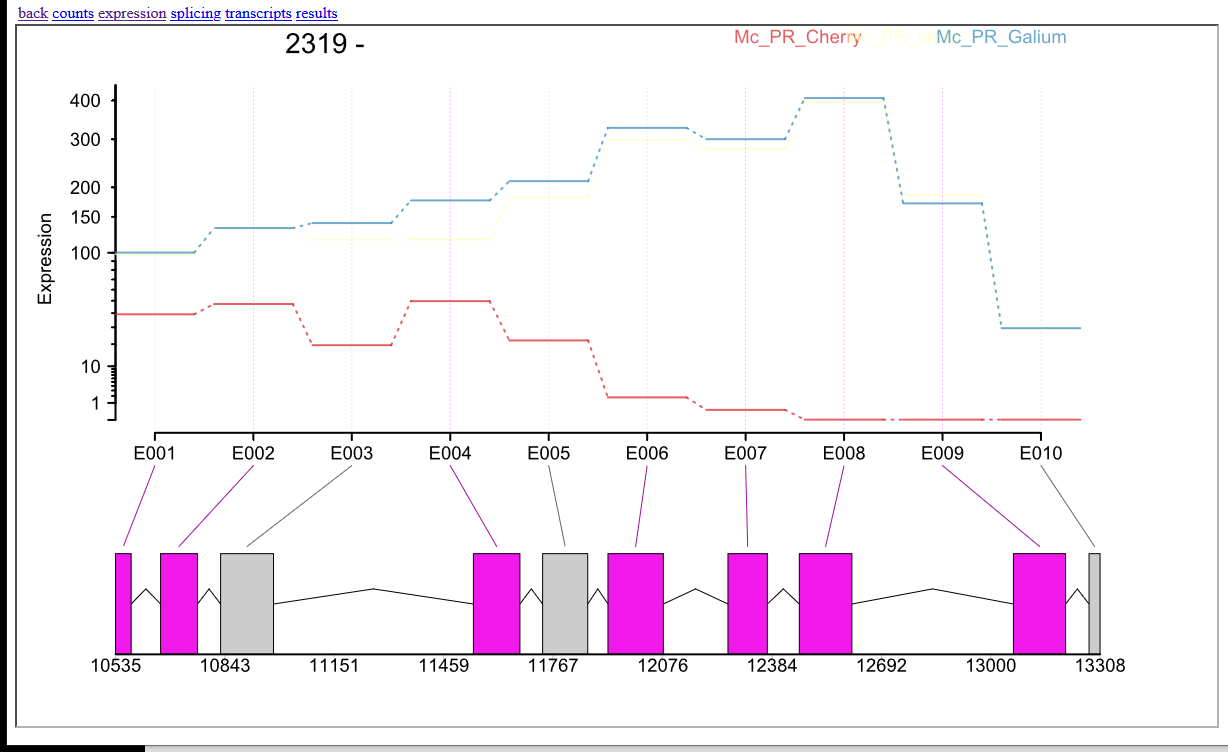 back counts expression splicing transcripts results
2319 -
Mc_PR_Cherry Mc_PR_Galium
400
300
200
150
100
10
1
Expression
E001 E002 E003 E004 E005 E006 E007 E008 E009 E010
10535 10843 11151 11459 11767 12076 12384 12692 13000 13308